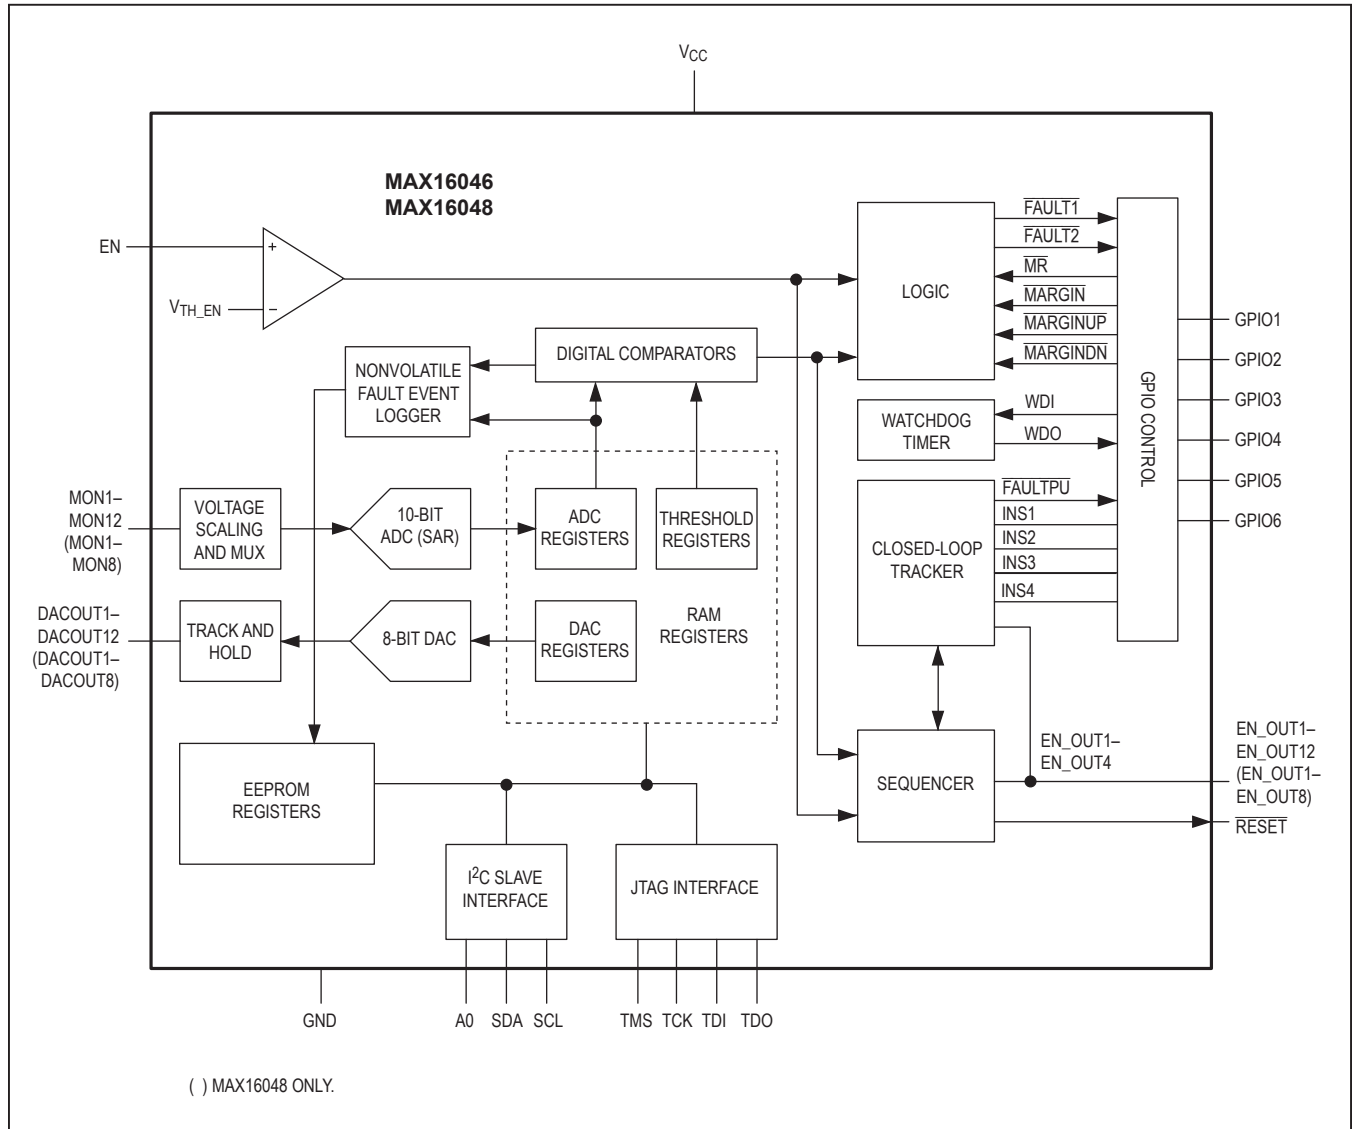 VCC
MAX16046
MAX16048
EN
VTH_EN
+
−
LOGIC
FAULT1
FAULT2
MR
MARGIN
MARGINUP
MARGINDN
DIGITAL COMPARATORS
NONVOLATILE
FAULT EVENT
LOGGER
WATCHDOG
TIMER
WDI
WDO
GPIO CONTROL
GPIO1
GPIO2
GPIO3
GPIO4
GPIO5
GPIO6
MON1–
MON12
(MON1–
MON8)
VOLTAGE
SCALING
AND MUX
10-BIT
ADC (SAR)
ADC
REGISTERS
THRESHOLD
REGISTERS
CLOSED-LOOP
TRACKER
FAULTPU
INS1
INS2
INS3
INS4
DACOUT1–
DACOUT12
(DACOUT1–
DACOUT8)
TRACK AND
HOLD
8-BIT DAC
DAC
REGISTERS
RAM
REGISTERS
EEPROM
REGISTERS
SEQUENCER
EN_OUT1–
EN_OUT4
EN_OUT1–
EN_OUT12
(EN_OUT1–
EN_OUT8)
RESET
I2C SLAVE
INTERFACE
JTAG INTERFACE
GND
A0
SDA
SCL
TMS
TCK
TDI
TDO
( ) MAX16048 ONLY.